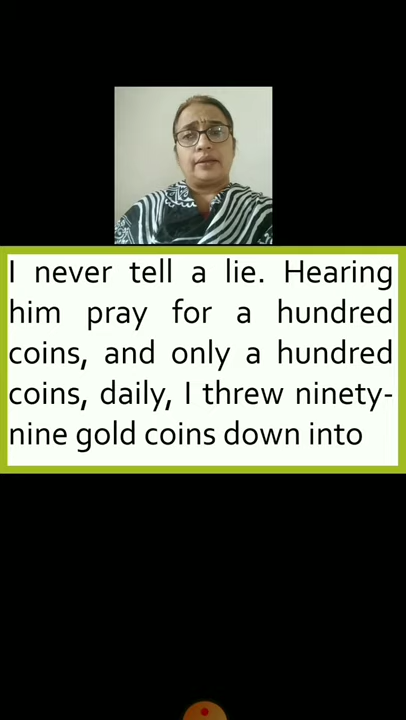 I never tell a lie. Hearing
him pray for a hundred
coins, and only a hundred
coins, daily, I threw ninety-
nine gold coins down into